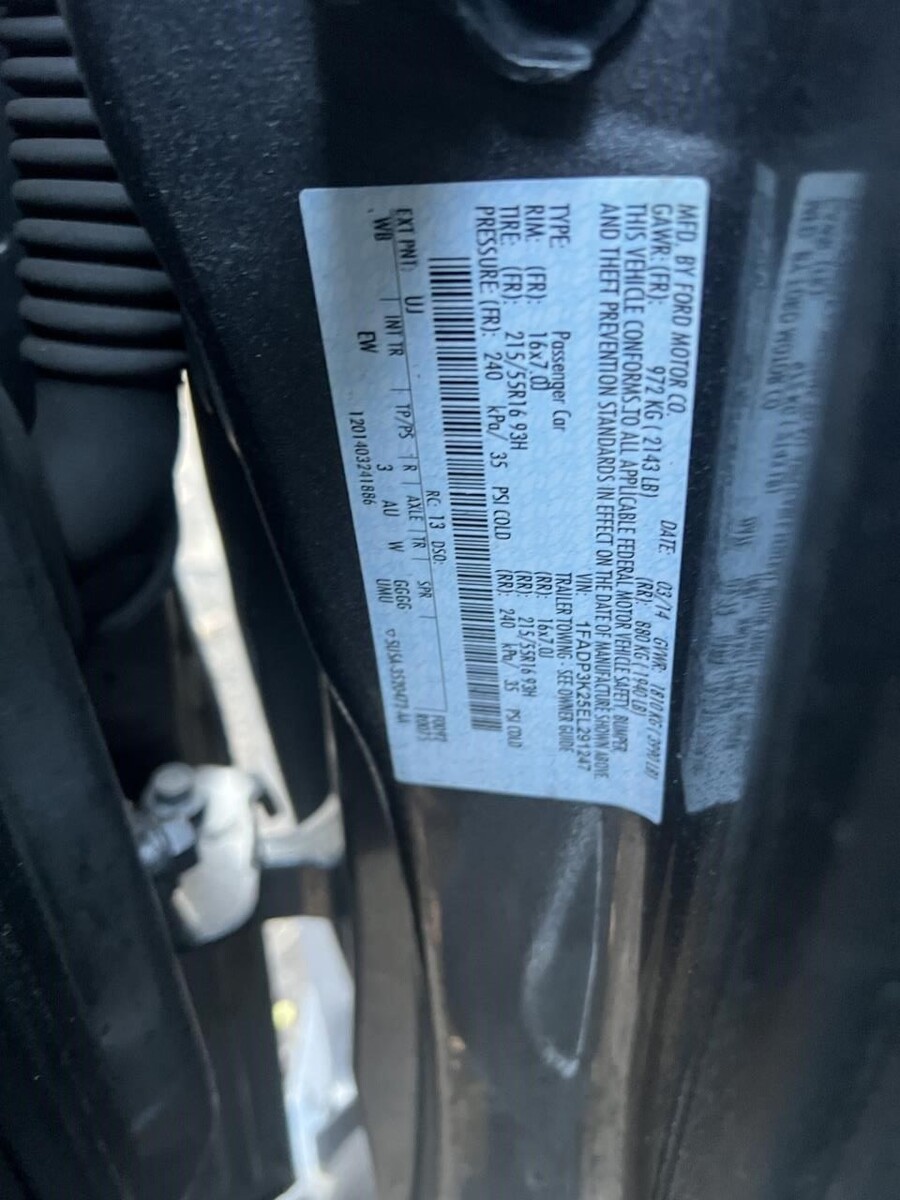 MFD. BY FORD MOTOR CO.
DATE: 03/14 GVWR: 1810 KG / 3990 LB
GAWR: (FR): 972 KG ( 2143 LB) (RR): 880 KG ( 1940 LB)
THIS VEHICLE CONFORMS TO ALL APPLICABLE FEDERAL MOTOR VEHICLE SAFETY, BUMPER,
AND THEFT PREVENTION STANDARDS IN EFFECT ON THE DATE OF MANUFACTURE SHOWN ABOVE.
VIN: 1FADP3K25EL291247
TYPE: Passenger Car TRAILER TOWING - SEE OWNER GUIDE
RIM: (FR): 16x7.0J (RR): 16x7.0J
TIRE: (FR): 215/55R16 93H (RR): 215/55R16 93H
PRESSURE (FR): 240 kPa/ 35 PSI COLD (RR): 240 kPa/ 35 PSI COLD
EXT PNT: UJ RC: 13 DSO:
WB INT TR TP/PS R AXLE TR SPR
EW 3 AU W GGGG
UMU
1201403241886